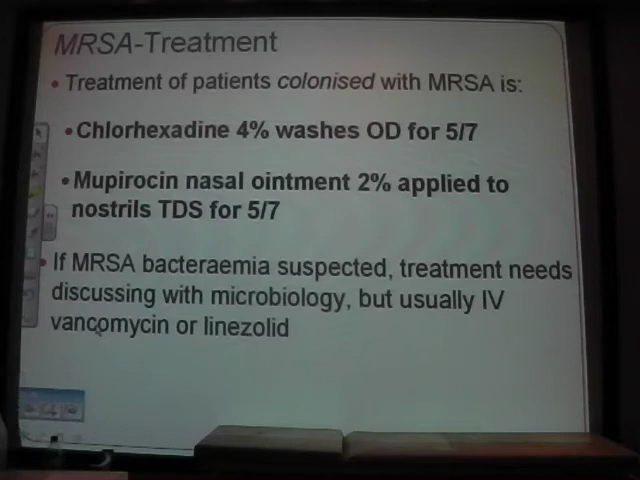 MRSA-Treatment
• Treatment of patients colonised with MRSA is:
• Chlorhexadine 4% washes OD for 5/7
• Mupirocin nasal ointment 2% applied to
nostrils TDS for 5/7
• If MRSA bacteraemia suspected, treatment needs
discussing with microbiology, but usually IV
vancomycin or linezolid